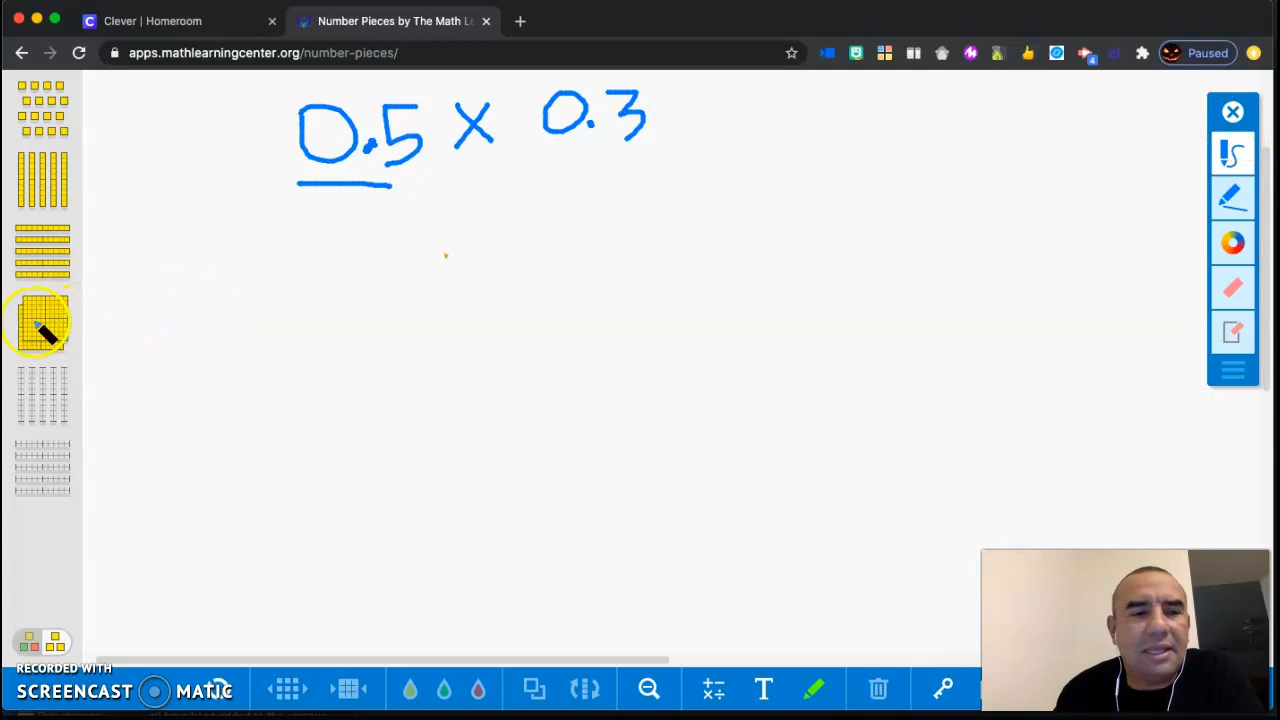 Clever | Homeroom
Number Pieces by The Math Le
apps.mathlearningcenter.org/number-pieces/
4
Paused
0.5 x 0.3
RECORDED WITH
SCREENCAST MATIC
T